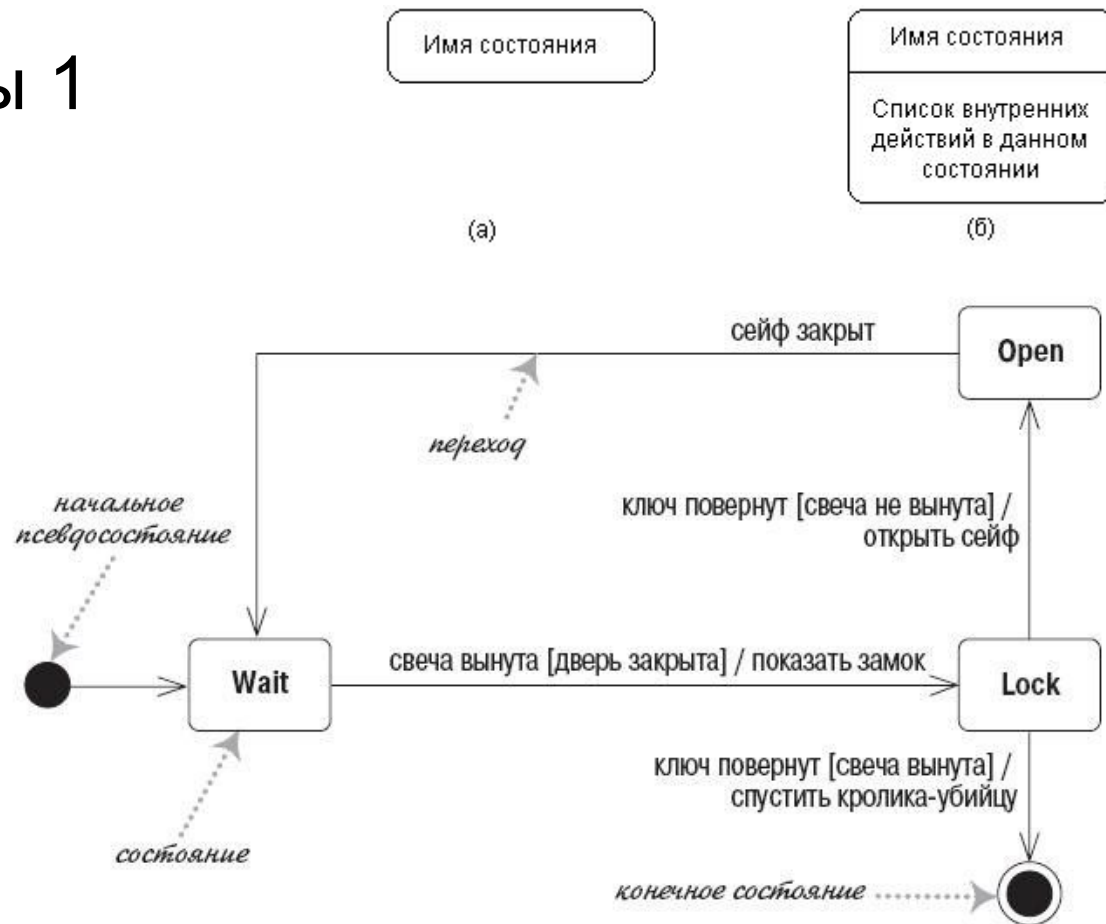 ы 1
Имя состояния
Имя состояния
Список внутренних
действий в данном
состоянии
(а)
(б)
сейф закрыт
Open
переход
начальное
псевдосостояние
ключ повернут [свеча не вынута] /
открыть сейф
Wait
свеча вынута [дверь закрыта] / показать замок
Lock
ключ повернут [свеча вынута] /
спустить кролика-убийцу
состояние
конечное состояние